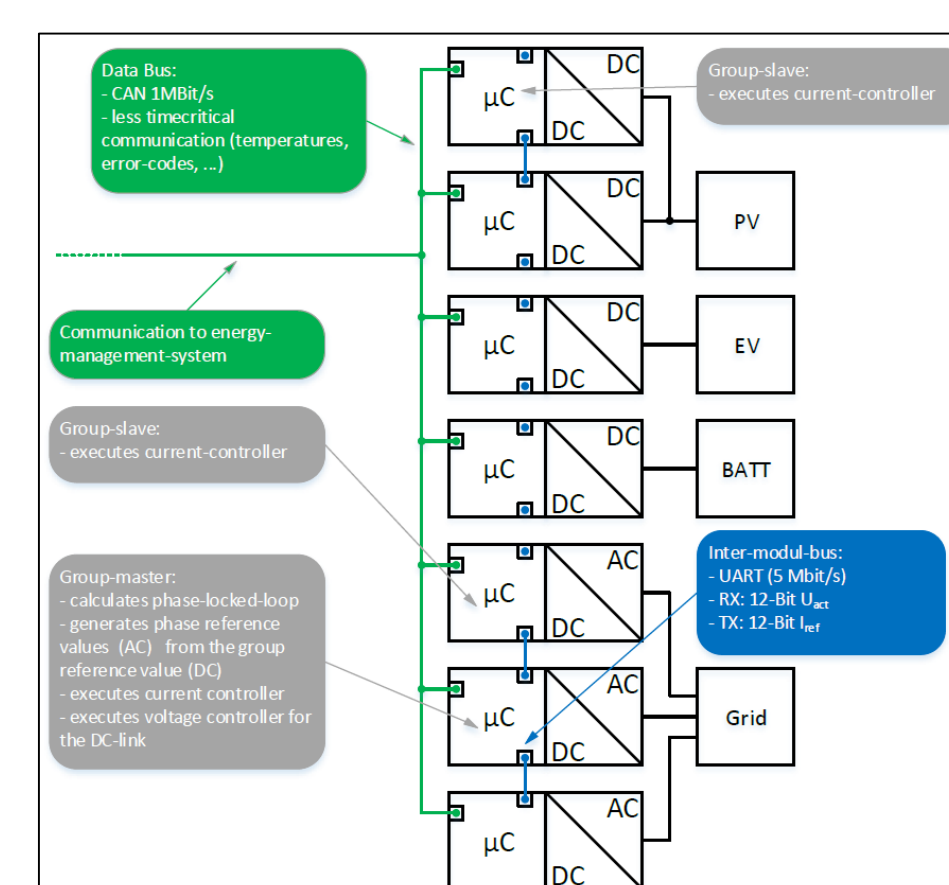 Data Bus:
- CAN 1MBit/s
- less timecritical
communication (temperatures,
error-codes, ...)
µC
DC
DC
Group-slave:
- executes current-controller
µC
DC
DC
PV
Communication to energy-
management-system
µC
DC
DC
EV
Group-slave:
- executes current-controller
µC
DC
DC
BATT
µC
AC
DC
Inter-modul-bus:
- UART (5 Mbit/s)
- RX: 12-Bit Uact
- TX: 12-Bit Iref
Group-master:
- calculates phase-locked-loop
- generates phase reference
values (AC) from the group
reference value (DC)
- executes current controller
- executes voltage controller for
the DC-link
µC
AC
DC
Grid
µC
AC
DC